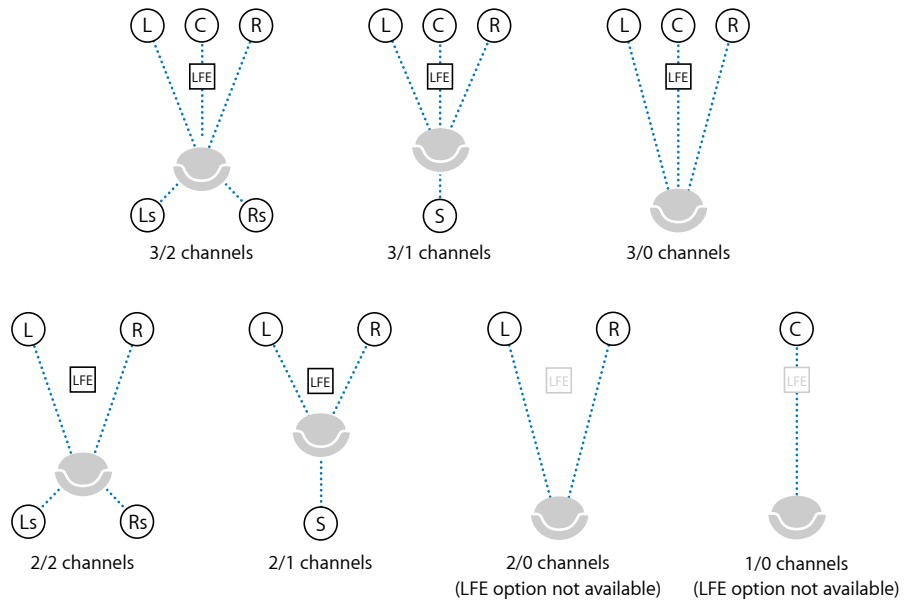 L C R L C R L C R
LFE LFE LFE
Ls Rs S
3/2 channels 3/1 channels 3/0 channels
L R L R L R C
LFE LFE LFE LFE
Ls Rs S
2/2 channels 2/1 channels 2/0 channels 1/0 channels
(LFE option not available) (LFE option not available)